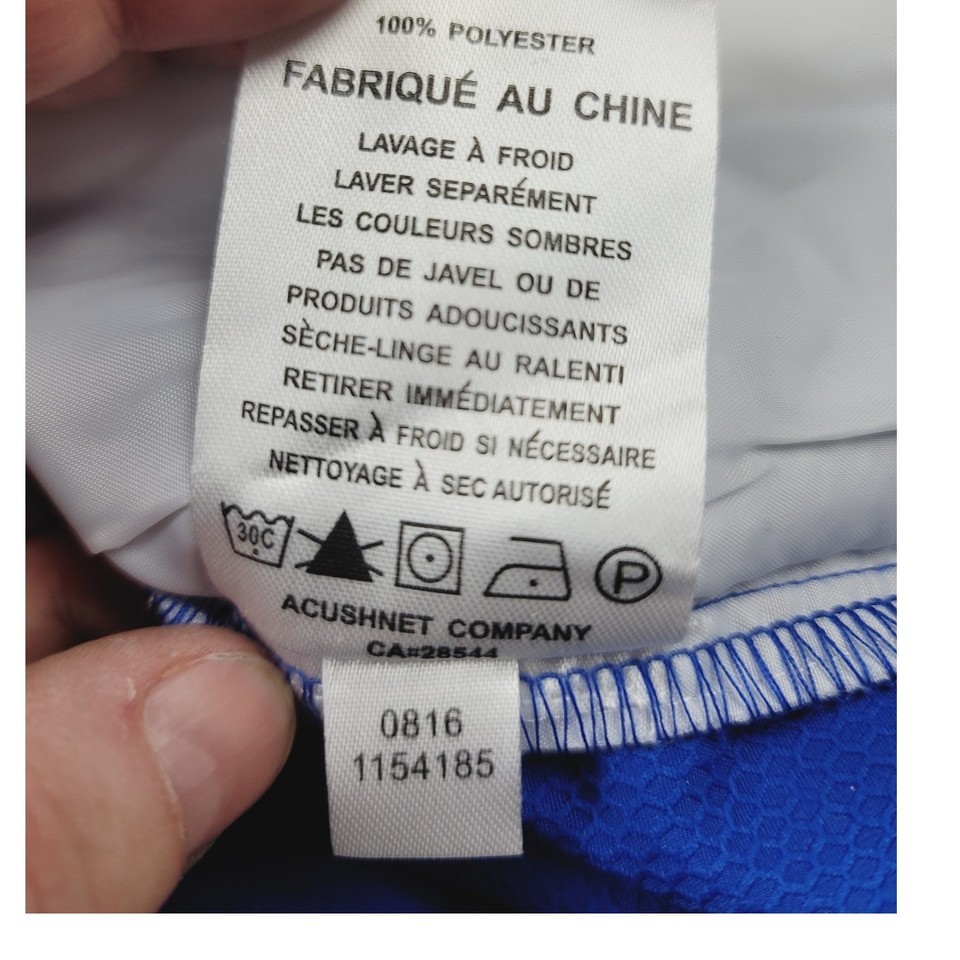 100% POLYESTER
FABRIQUÉ AU CHINE
LAVAGE À FROID
LAVER SEPARÉMENT
LES COULEURS SOMBRES
PAS DE JAVEL OU DE
PRODUITS ADOUCISSANTS
SÈCHE-LINGE AU RALENTI
RETIRER IMMÉDIATEMENT
REPASSER À FROID SI NÉCESSAIRE
NETTOYAGE À SEC AUTORISÉ
30C P
ACUSHNET COMPANY
CA#28544
0816
1154185